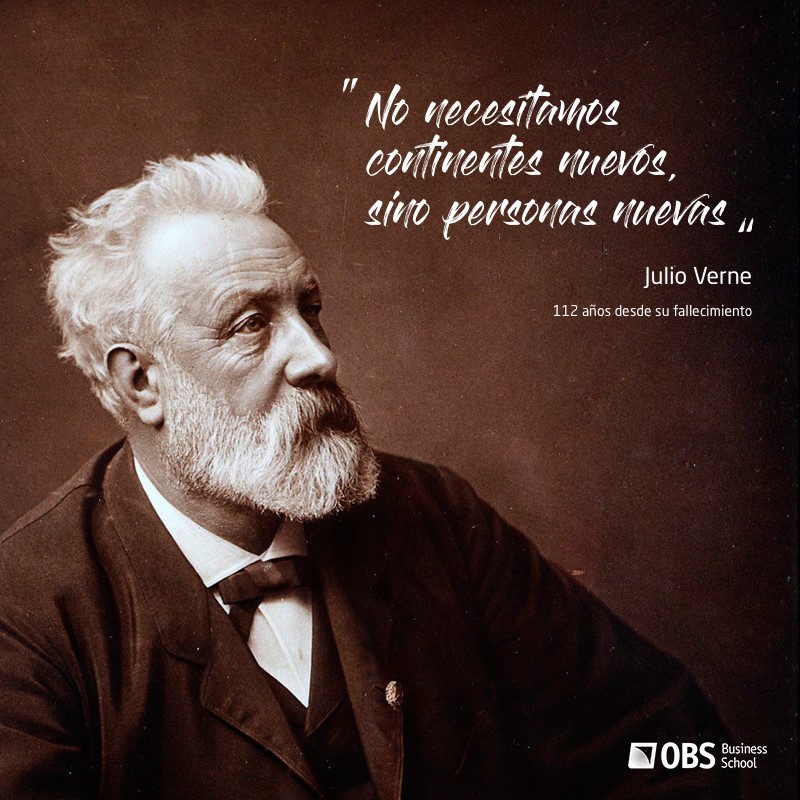 " No necesitamos
continentes nuevos,
sino personas nuevas "
Julio Verne
112 años desde su fallecimiento
OBS Business
School